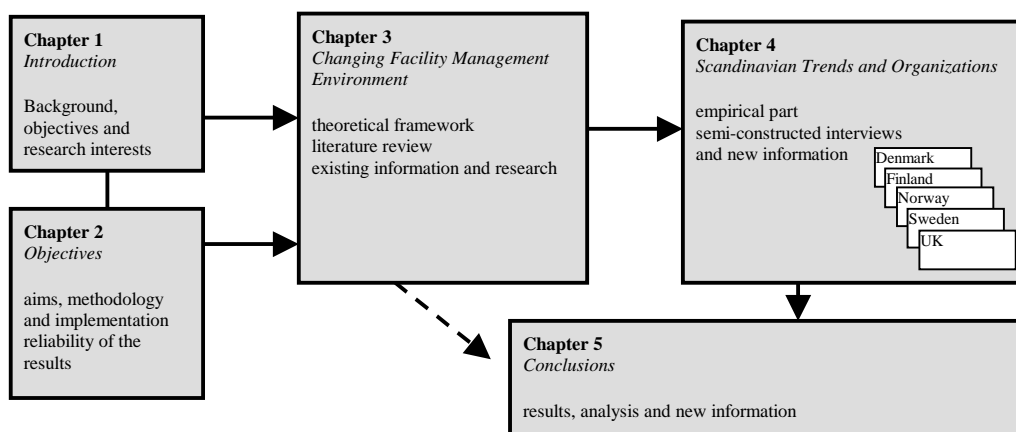 Chapter 1
Introduction
Background,
objectives and
research interests
Chapter 2
Objectives
aims, methodology
and implementation
reliability of the
results
Chapter 3
Changing Facility Management
Environment
theoretical framework
literature review
existing information and research
Chapter 4
Scandinavian Trends and Organizations
empirical part
semi-constructed interviews
and new information
Denmark
Finland
Norway
Sweden
UK
Chapter 5
Conclusions
results, analysis and new information